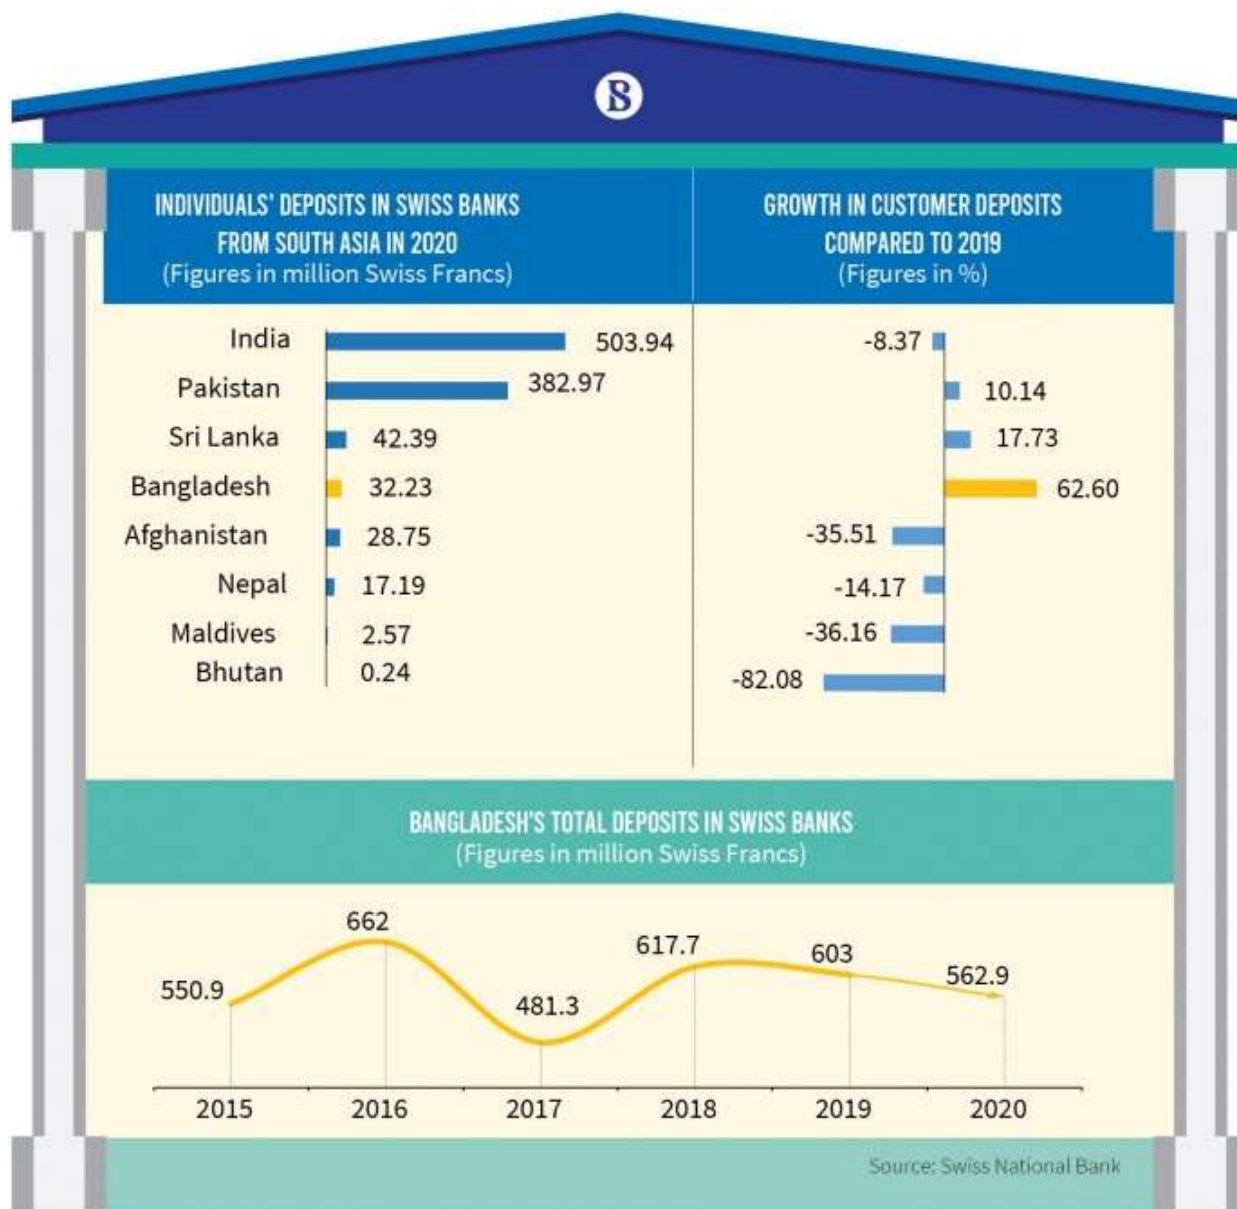 B
INDIVIDUALS' DEPOSITS IN SWISS BANKS
FROM SOUTH ASIA IN 2020
(Figures in million Swiss Francs)
India 503.94
Pakistan 382.97
Sri Lanka 42.39
Bangladesh 32.23
Afghanistan 28.75
Nepal 17.19
Maldives 2.57
Bhutan 0.24
GROWTH IN CUSTOMER DEPOSITS
COMPARED TO 2019
(Figures in %)
-8.37
10.14
17.73
62.60
-35.51
-14.17
-36.16
-82.08
BANGLADESH'S TOTAL DEPOSITS IN SWISS BANKS
(Figures in million Swiss Francs)
550.9 662 481.3 617.7 603 562.9
2015 2016 2017 2018 2019 2020
Source: Swiss National Bank